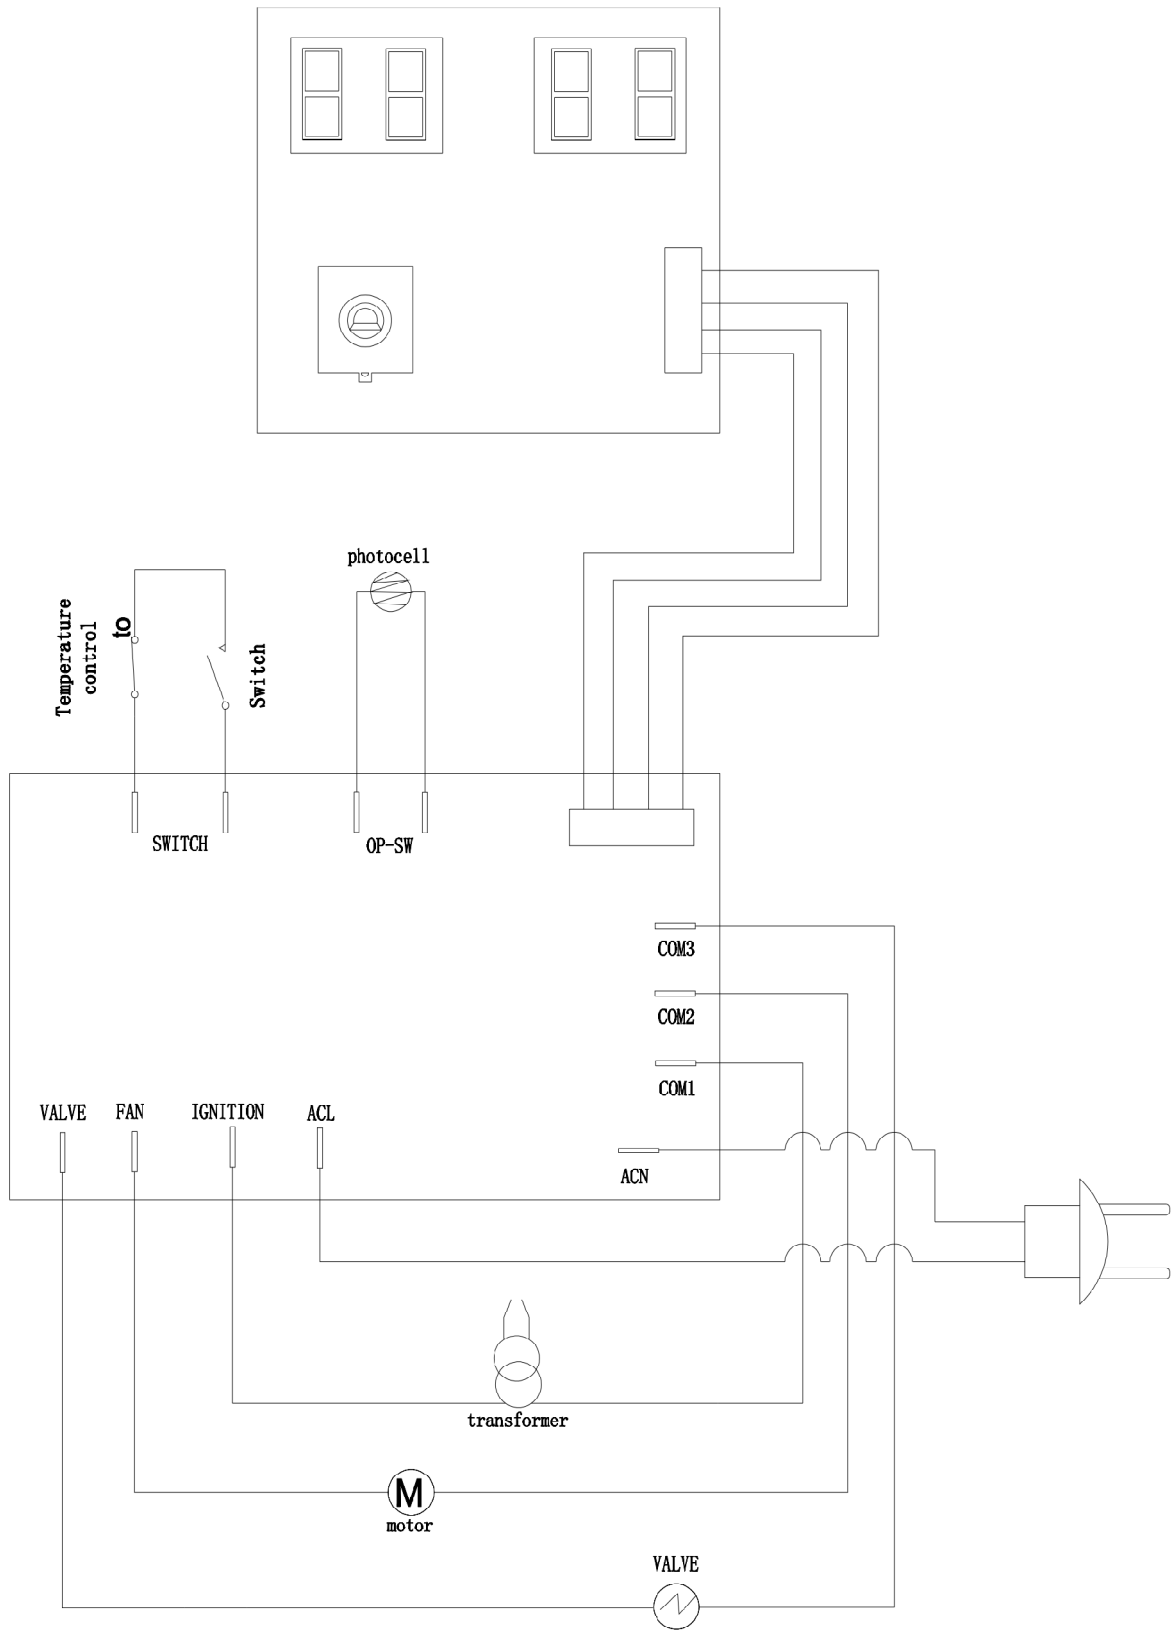 photocell
Temperature
control
to
Switch
SWITCH
OP-SW
COM3
COM2
COM1
VALVE
FAN
IGNITION
ACL
ACN
transformer
M
motor
VALVE